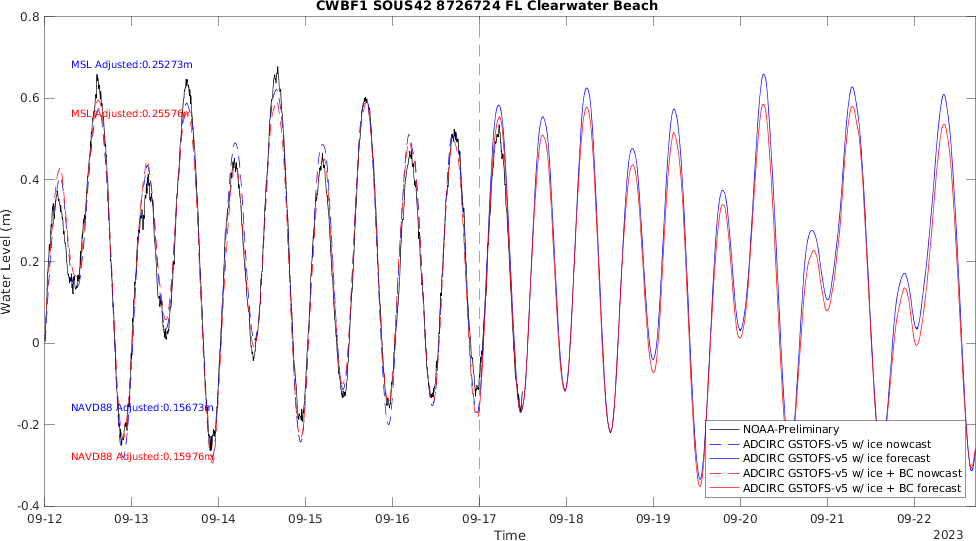 CWBF1 SOUS42 8726724 FL Clearwater Beach
0.8
MSL Adjusted:0.25273m
0.6
MSL Adjusted:0.25576m
0.4
Water Level (m)
0.2
0
NAVD88 Adjusted:0.15673m
-0.2
NAVD88 Adjusted:0.15976m
NOAA-Preliminary
ADCIRC GSTOFS-v5 w/ ice nowcast
ADCIRC GSTOFS-v5 w/ ice forecast
ADCIRC GSTOFS-v5 w/ ice + BC nowcast
ADCIRC GSTOFS-v5 w/ ice + BC forecast
-0.4
09-12 09-13 09-14 09-15 09-16 09-17 09-18 09-19 09-20 09-21 09-22
Time
2023